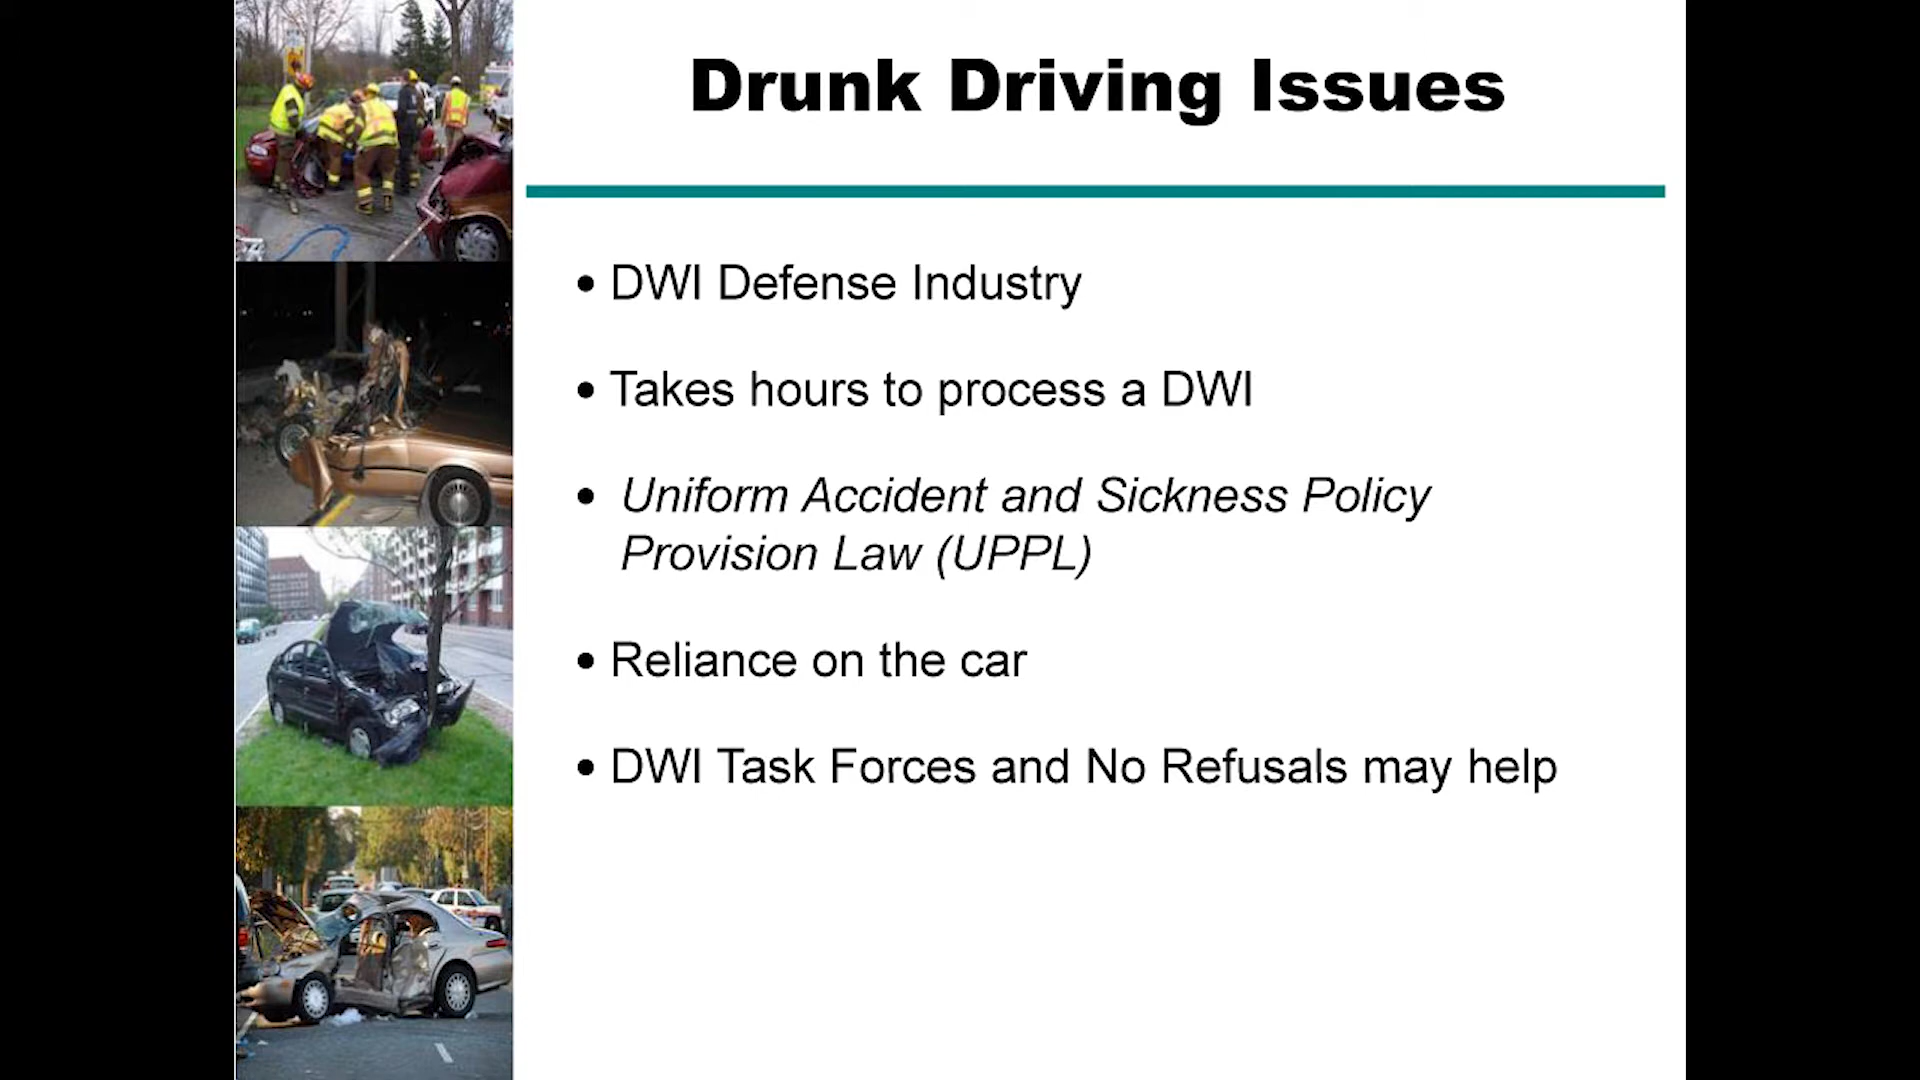 Drunk Driving Issues
• DWI Defense Industry
• Takes hours to process a DWI
• Uniform Accident and Sickness Policy
Provision Law (UPPL)
• Reliance on the car
• DWI Task Forces and No Refusals may help